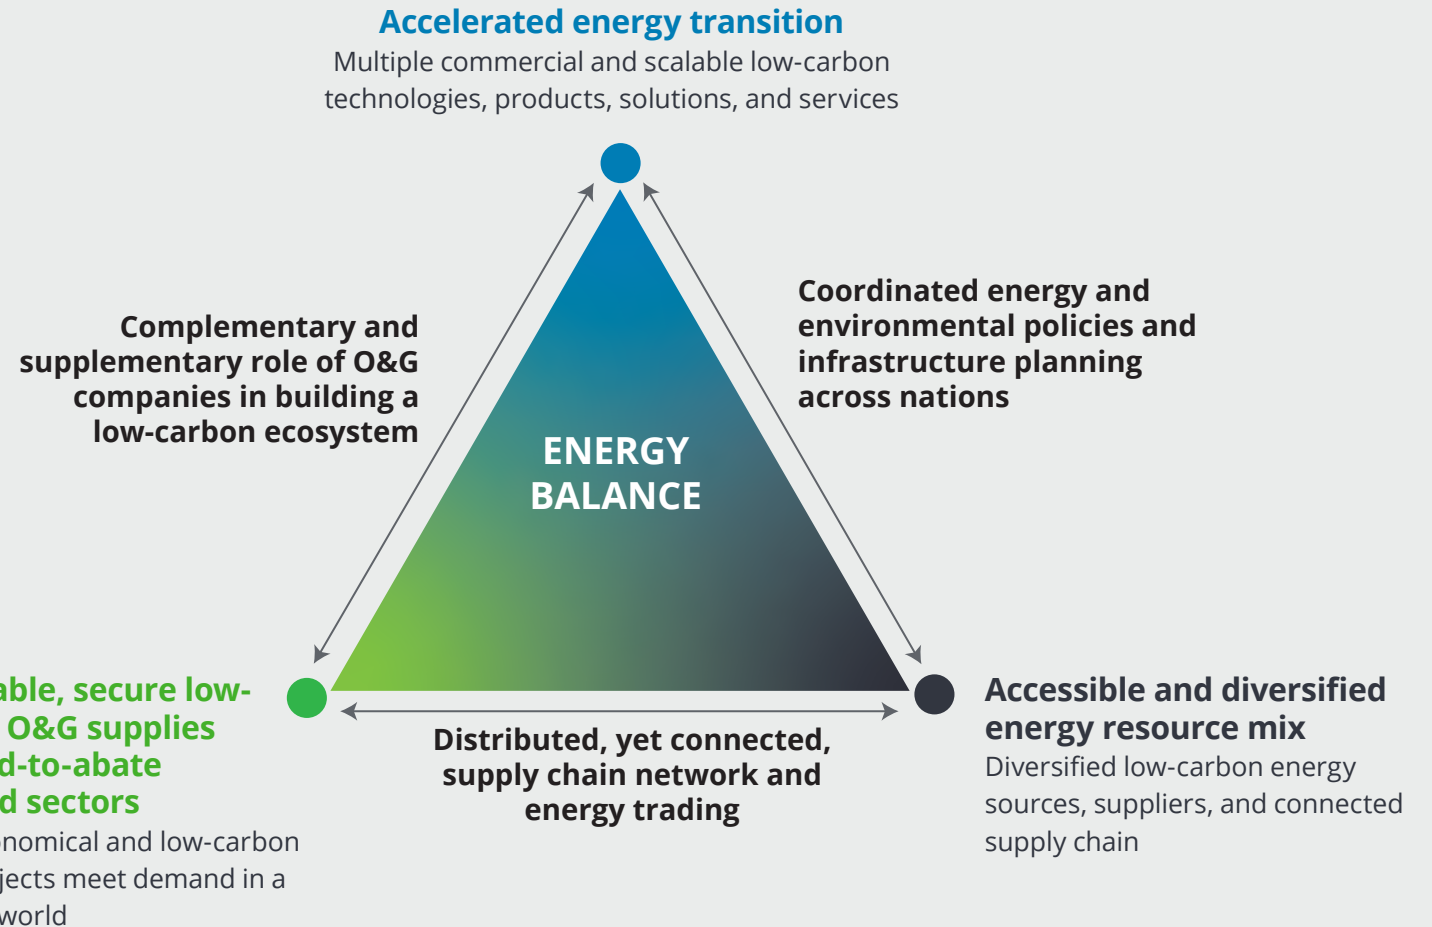 Accelerated energy transition
Multiple commercial and scalable low-carbon
technologies, products, solutions, and services
Complementary and
supplementary role of O&G
companies in building a
low-carbon ecosystem
Coordinated energy and
environmental policies and
infrastructure planning
across nations
ENERGY
BALANCE
able, secure low-
O&G supplies
d-to-abate
d sectors
nomical and low-carbon
jects meet demand in a
world
Distributed, yet connected,
supply chain network and
energy trading
Accessible and diversified
energy resource mix
Diversified low-carbon energy
sources, suppliers, and connected
supply chain